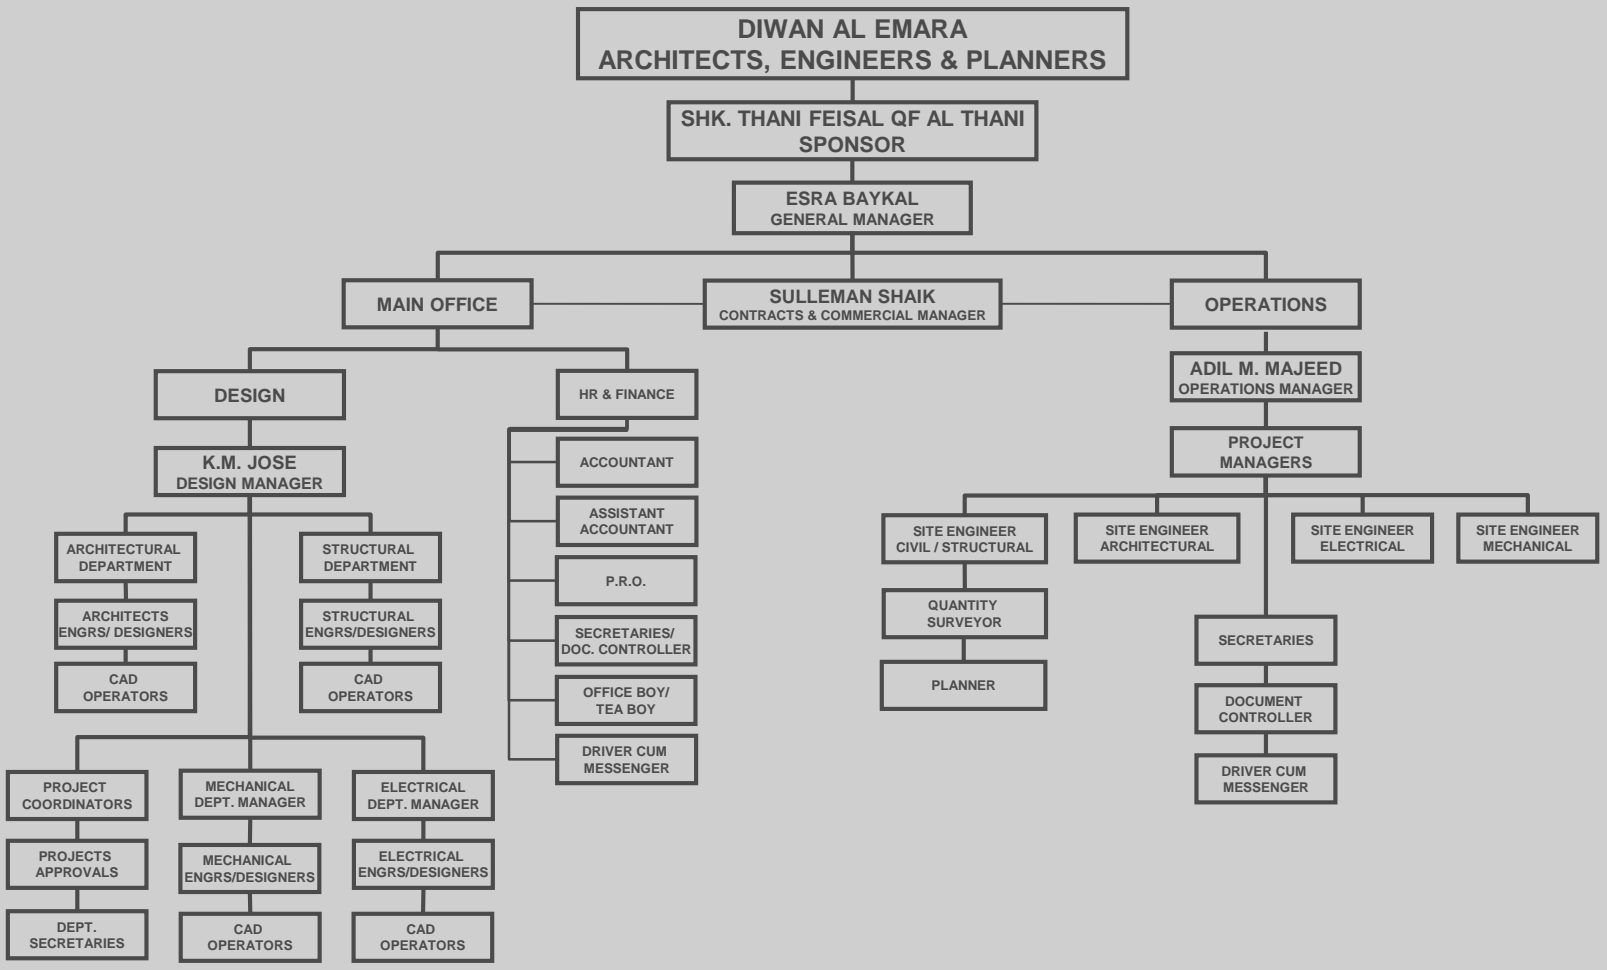 DIWAN AL EMARA
ARCHITECTS, ENGINEERS & PLANNERS
SHK. THANI FEISAL QF AL THANI
SPONSOR
ESRA BAYKAL
GENERAL MANAGER
MAIN OFFICE
SULLEMAN SHAIK
CONTRACTS & COMMERCIAL MANAGER
OPERATIONS
DESIGN
K.M. JOSE
DESIGN MANAGER
ARCHITECTURAL
DEPARTMENT
ARCHITECTS
ENGRS/ DESIGNERS
CAD
OPERATORS
STRUCTURAL
DEPARTMENT
STRUCTURAL
ENGRS/DESIGNERS
CAD
OPERATORS
PROJECT
COORDINATORS
PROJECTS
APPROVALS
DEPT.
SECRETARIES
MECHANICAL
DEPT. MANAGER
MECHANICAL
ENGRS/DESIGNERS
CAD
OPERATORS
ELECTRICAL
DEPT. MANAGER
ELECTRICAL
ENGRS/DESIGNERS
CAD
OPERATORS
HR & FINANCE
ACCOUNTANT
ASSISTANT
ACCOUNTANT
P.R.O.
SECRETARIES/
DOC. CONTROLLER
OFFICE BOY/
TEA BOY
DRIVER CUM
MESSENGER
ADIL M. MAJEED
OPERATIONS MANAGER
PROJECT
MANAGERS
SITE ENGINEER
CIVIL / STRUCTURAL
QUANTITY
SURVEYOR
PLANNER
SITE ENGINEER
ARCHITECTURAL
SECRETARIES
DOCUMENT
CONTROLLER
DRIVER CUM
MESSENGER
SITE ENGINEER
ELECTRICAL
SITE ENGINEER
MECHANICAL